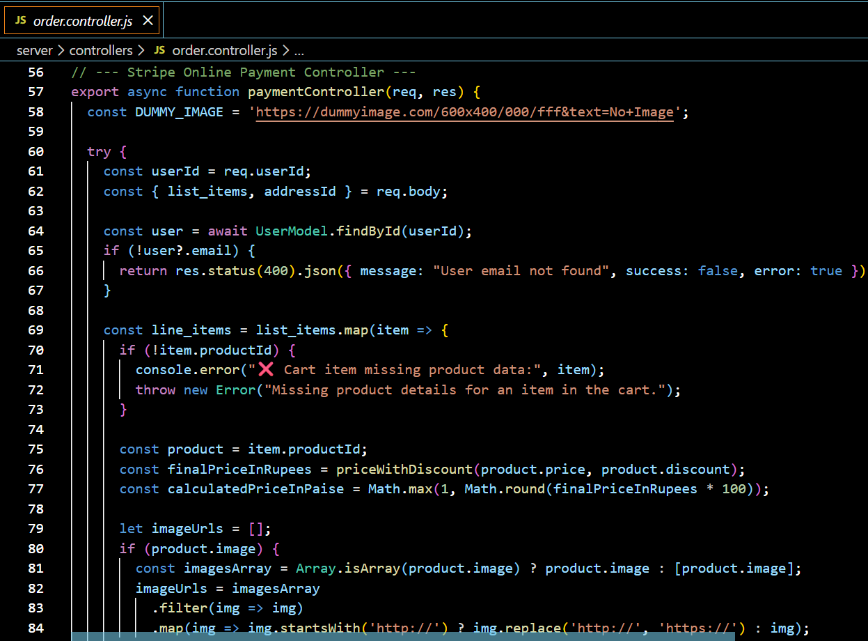 JS order.controller.js ×
server > controllers > JS order.controller.js > ...
56 // --- Stripe Online Payment Controller ---
57 export async function paymentController(req, res) {
58 const DUMMY_IMAGE = 'https://dummyimage.com/600x400/000/fff&text=No+Image';
59
60 try {
61 const userId = req.userId;
62 const { list_items, addressId } = req.body;
63
64 const user = await UserModel.findById(userId);
65 if (!user?.email) {
66 return res.status(400).json({ message: "User email not found", success: false, error: true })
67 }
68
69 const line_items = list_items.map(item => {
70 if (!item.productId) {
71 console.error("❌ Cart item missing product data:", item);
72 throw new Error("Missing product details for an item in the cart.");
73 }
74
75 const product = item.productId;
76 const finalPriceInRupees = priceWithDiscount(product.price, product.discount);
77 const calculatedPriceInPaise = Math.max(1, Math.round(finalPriceInRupees * 100));
78
79 let imageUrls = [];
80 if (product.image) {
81 const imagesArray = Array.isArray(product.image) ? product.image : [product.image];
82 imageUrls = imagesArray
83 .filter(img => img)
84 .map(img => img.startsWith('http://') ? img.replace('http://', 'https://') : img);